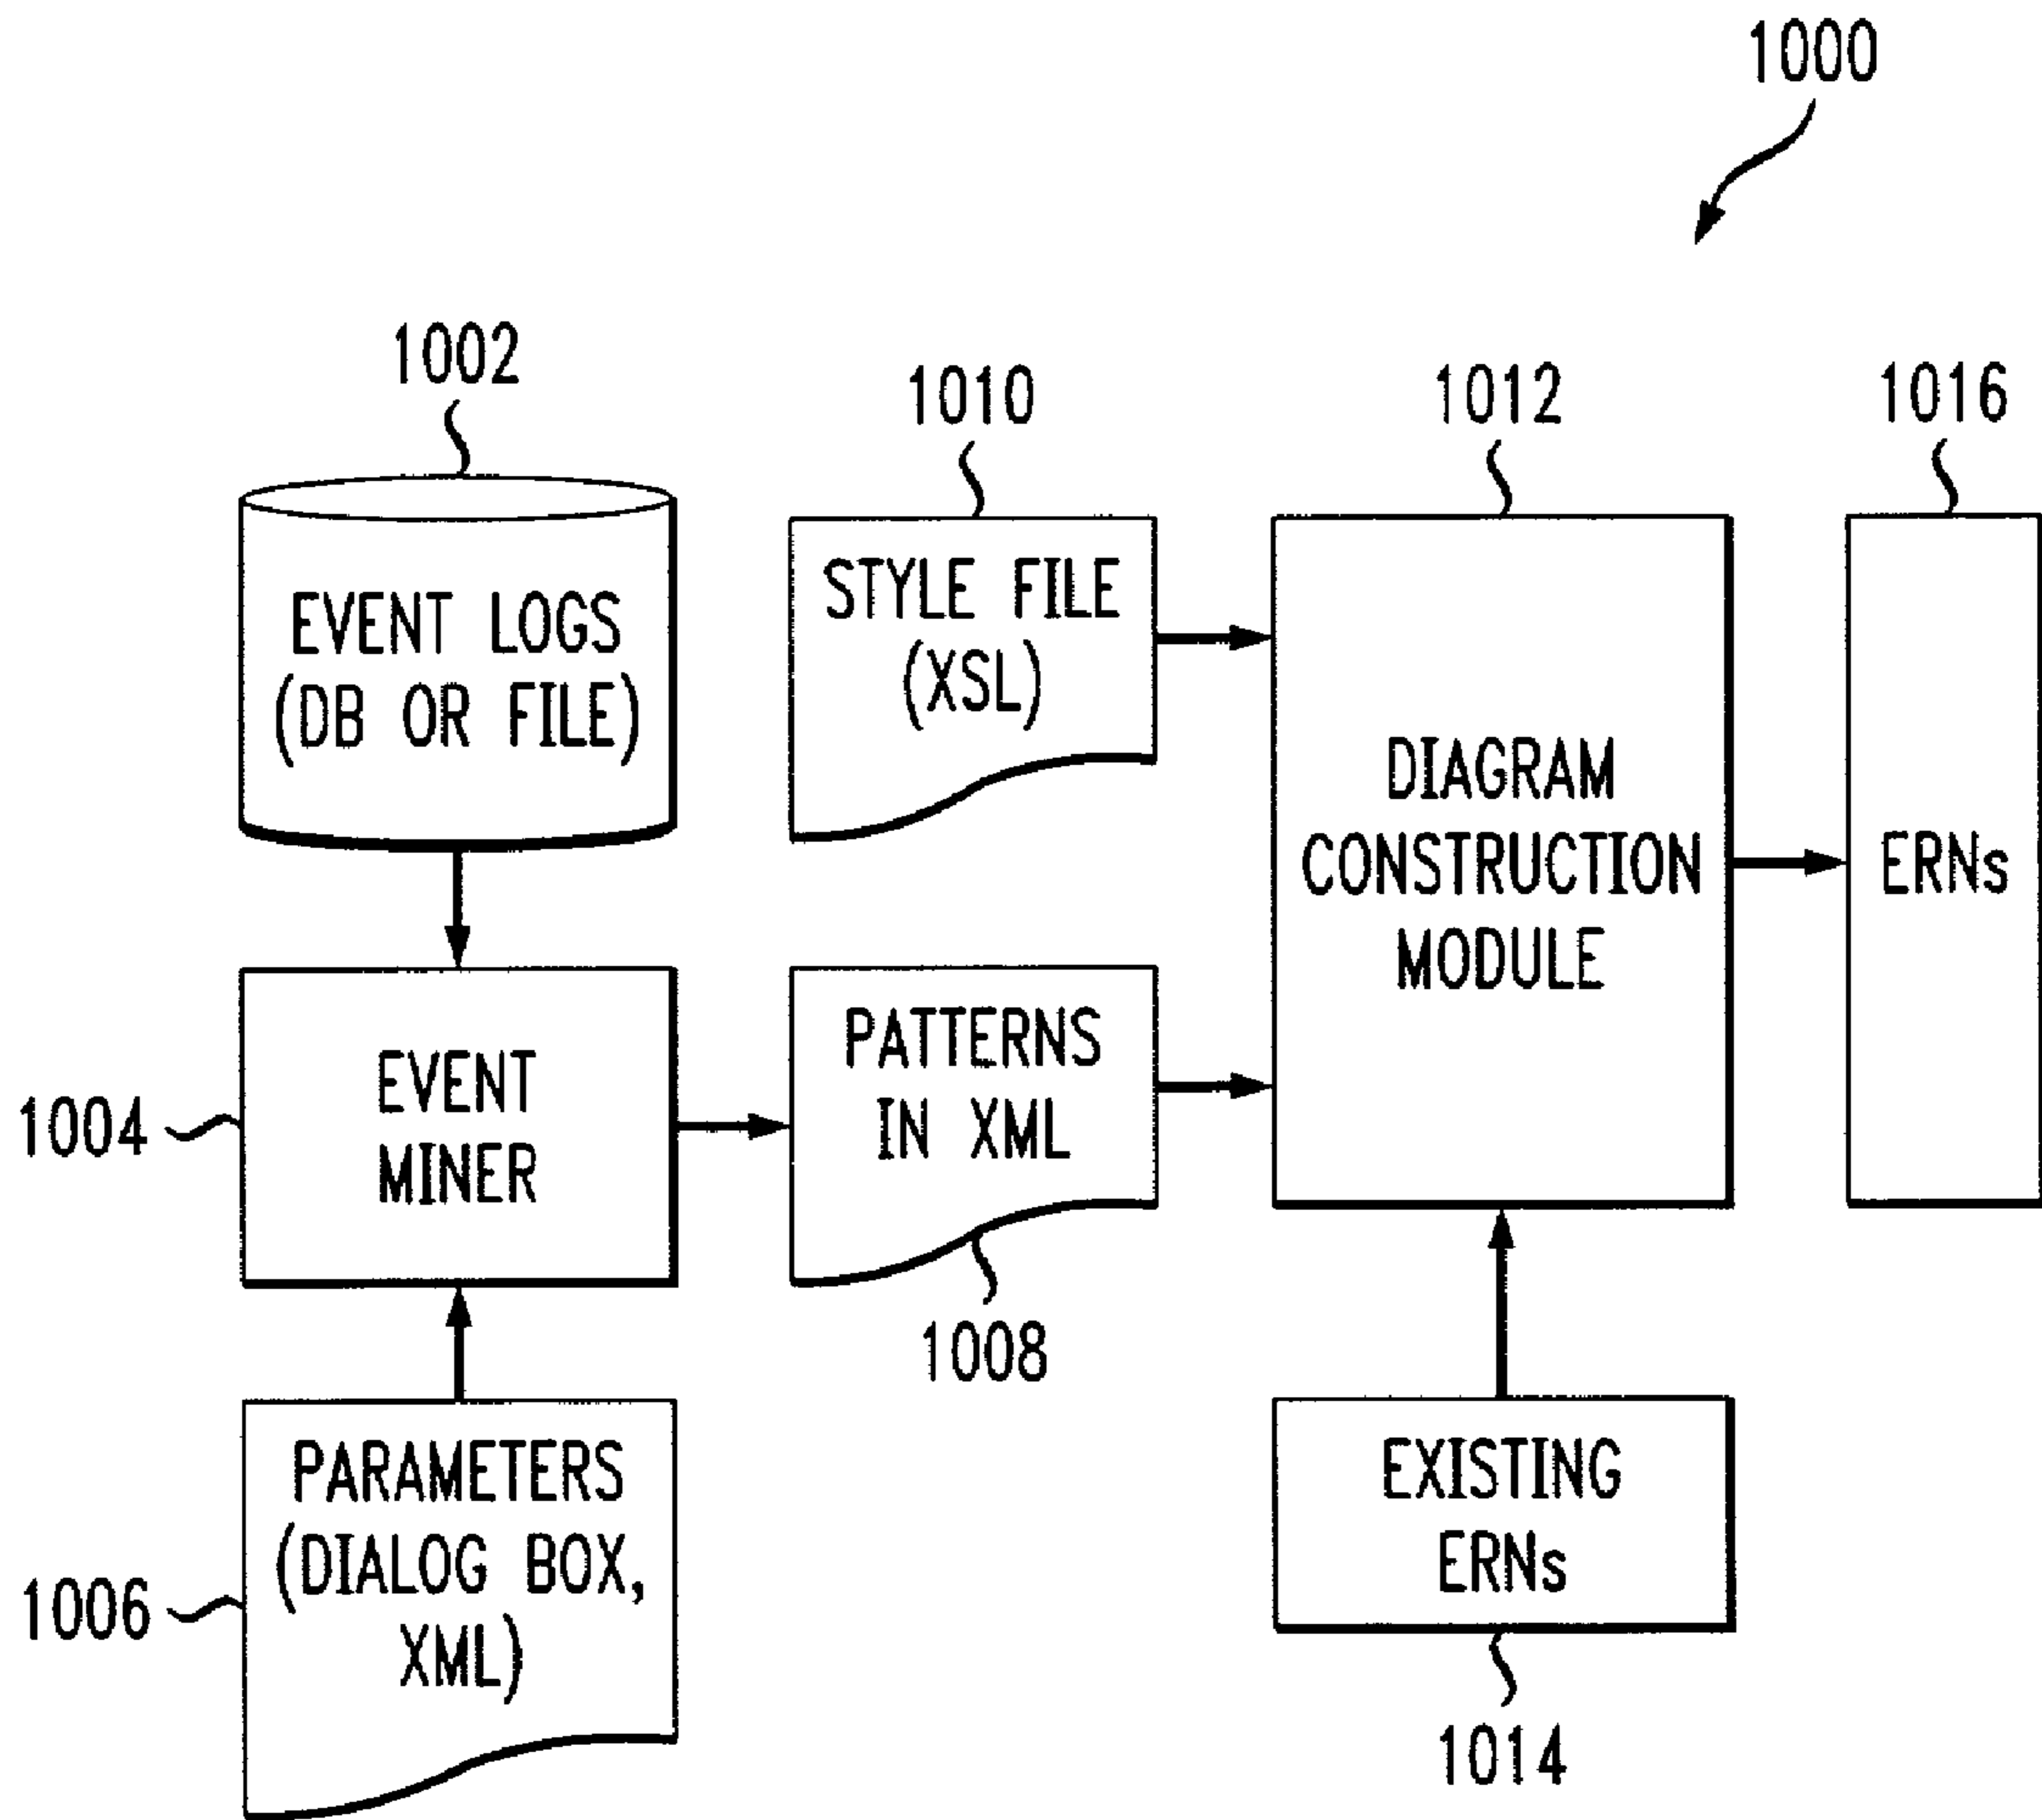 1000
1002
EVENT LOGS
(DB OR FILE)
1010
STYLE FILE
(XSL)
1012
DIAGRAM
CONSTRUCTION
MODULE
1016
ERNs
1004
EVENT
MINER
PATTERNS
IN XML
1008
1006
PARAMETERS
(DIALOG BOX,
XML)
EXISTING
ERNs
1014